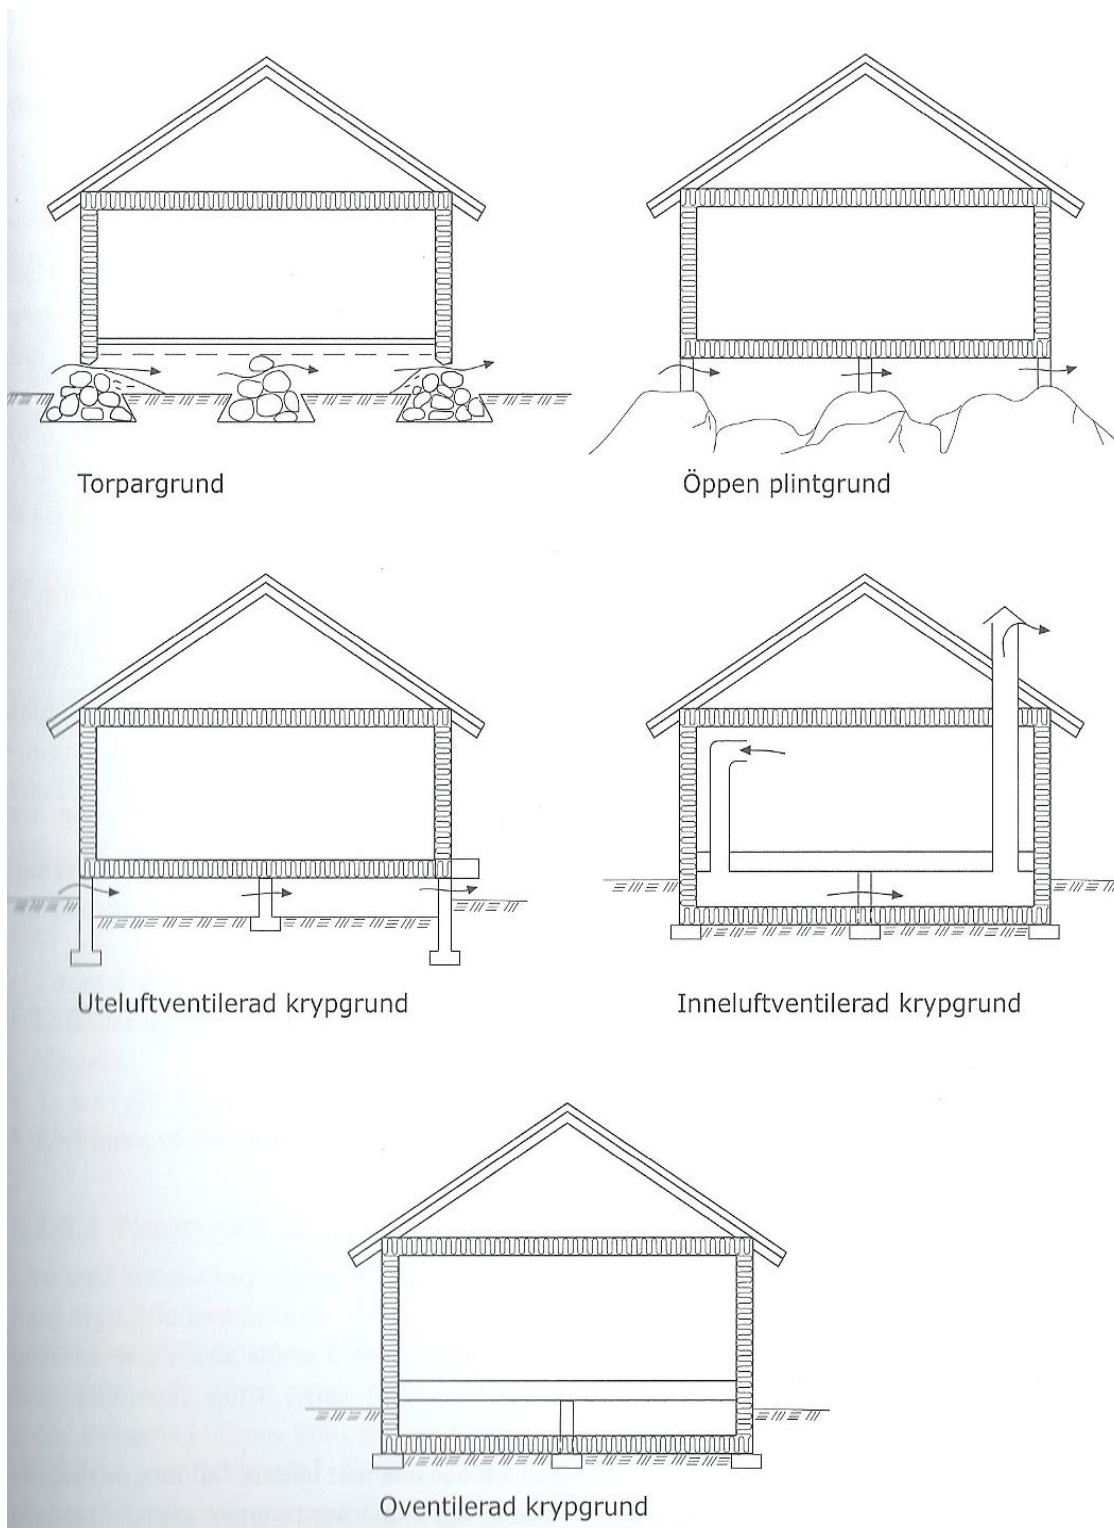 Torpargrund
Öppen plintgrund
Uteluftventilerad krypgrund
Inneluftventilerad krypgrund
Oventilerad krypgrund